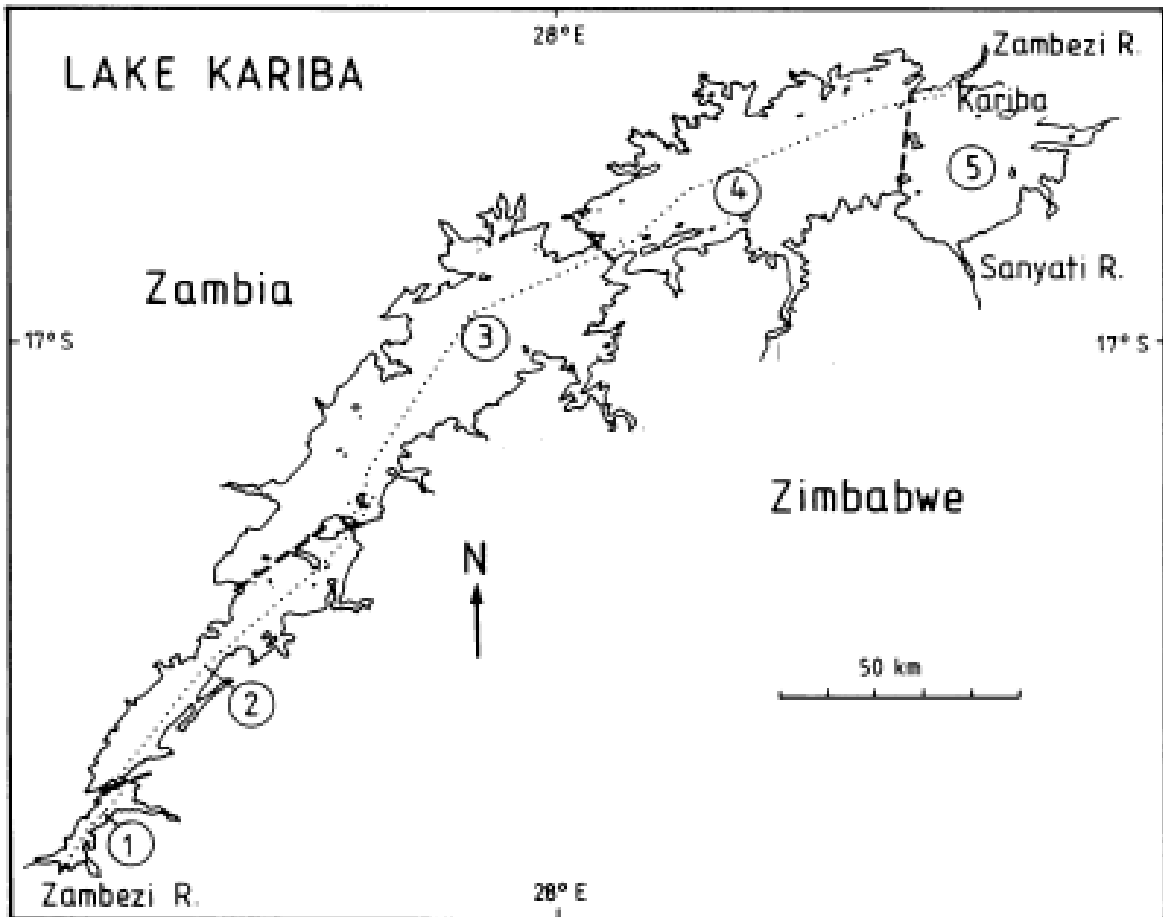 28° E
LAKE KARIBA
Zambezi R.
Kariba
5
4
Sanyati R.
Zambia
3
17° S
17° S
Zimbabwe
N
50 km
2
1
Zambezi R.
28° E